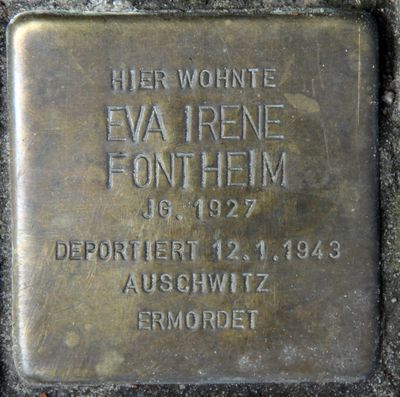 HIER WOHNTE
EVA IRENE
FONTHEIM
JG. 1927
DEPORTIERT 12.1.1943
AUSCHWITZ
ERMORDET